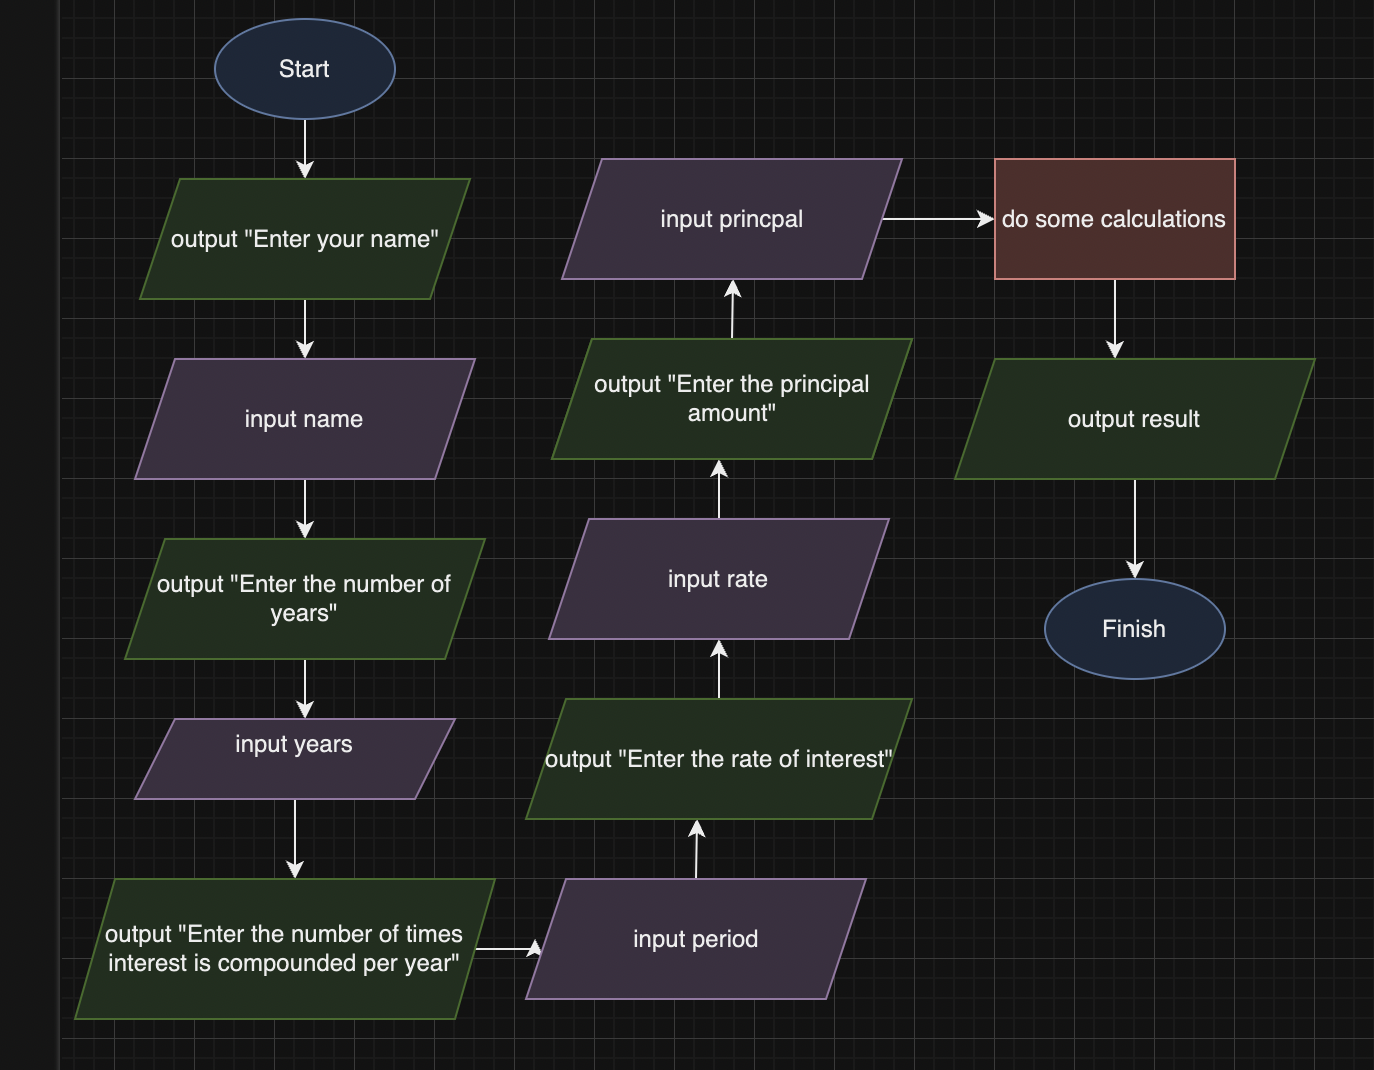 Start
output "Enter your name"
input name
output "Enter the number of
years"
input years
output "Enter the number of times
interest is compounded per year"
input period
output "Enter the rate of interest"
input rate
output "Enter the principal
amount"
input princpal
do some calculations
output result
Finish